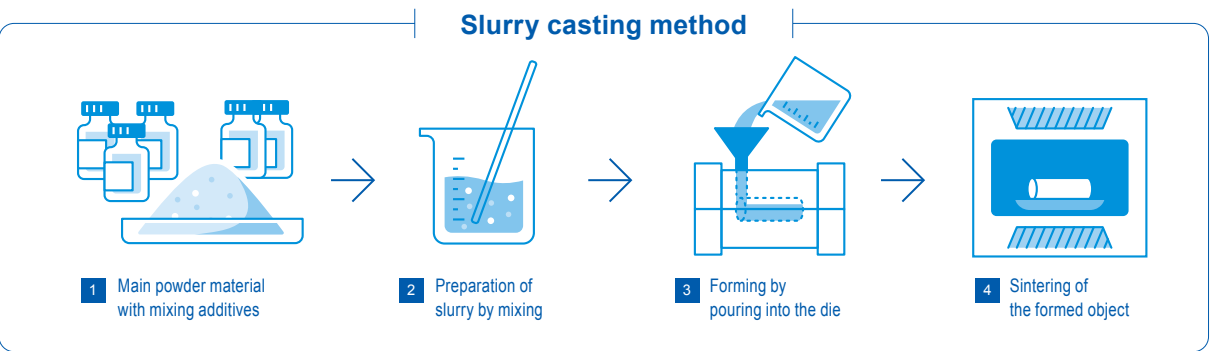 Slurry casting method
1
Main powder material
with mixing additives
2
Preparation of
slurry by mixing
3
Forming by
pouring into the die
4
Sintering of
the formed object